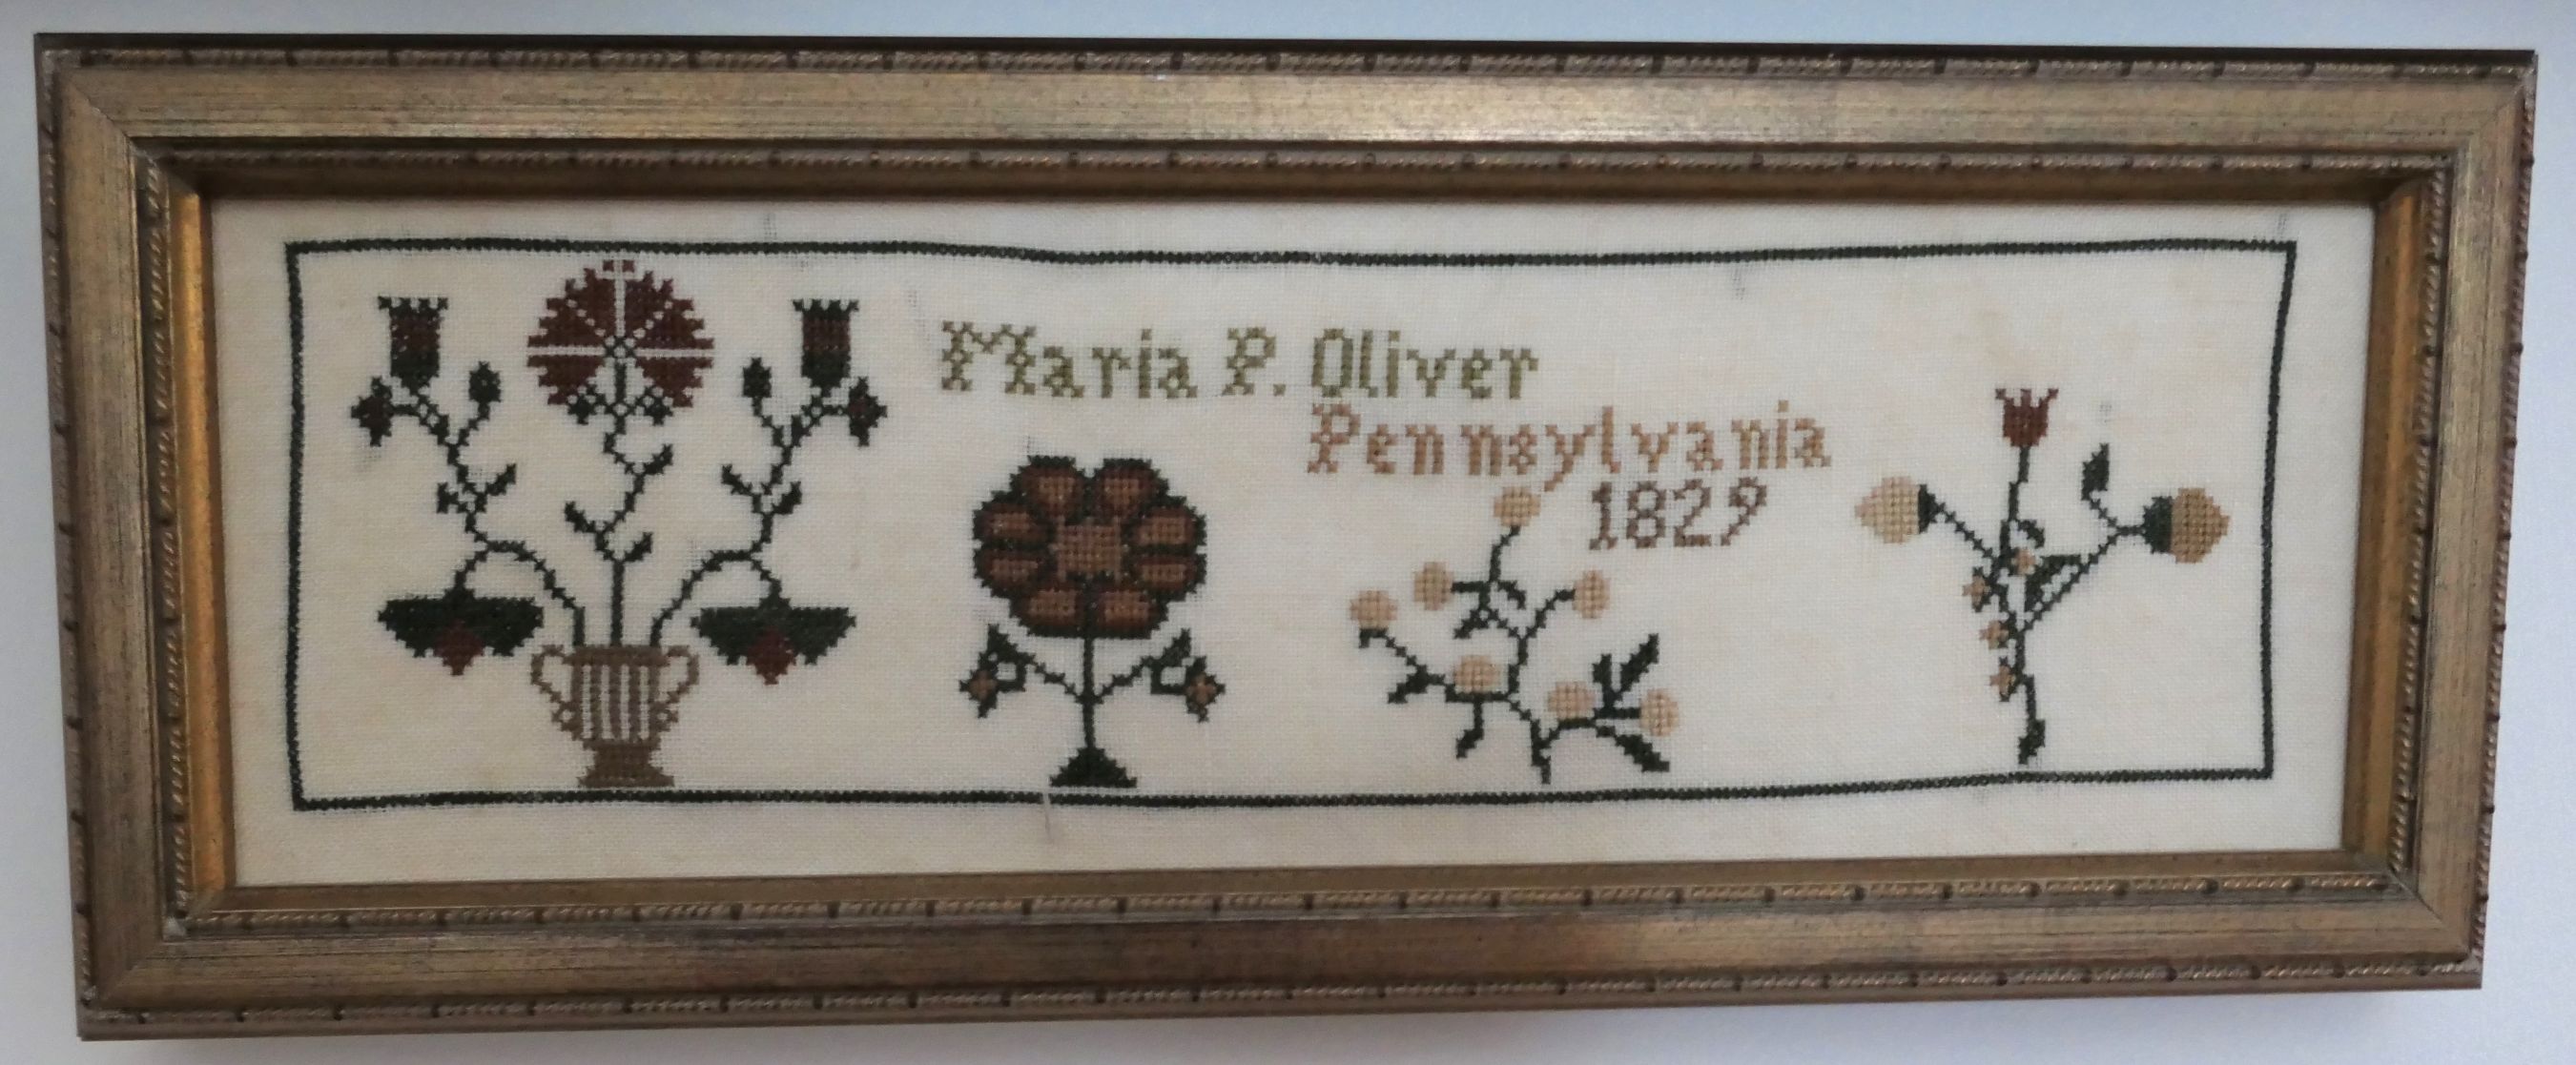 Maria P. Oliver
Pennsylvania
1829